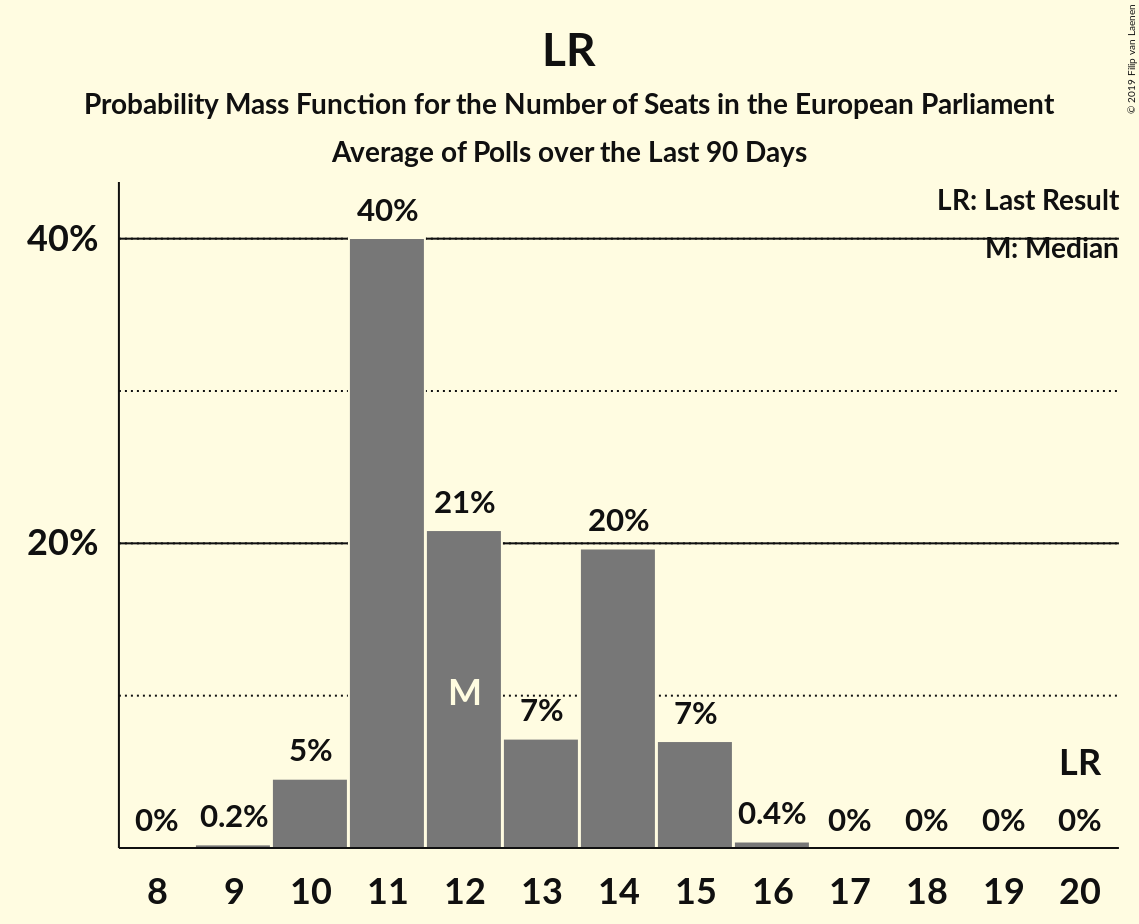 LR
Probability Mass Function for the Number of Seats in the European Parliament
Average of Polls over the Last 90 Days
© 2019 Filip van Laenen
LR: Last Result
M: Median
40%
20%
0%
0.2%
5%
40%
21%
M
7%
20%
7%
0.4%
0%
0%
0%
LR
0%
8 9 10 11 12 13 14 15 16 17 18 19 20